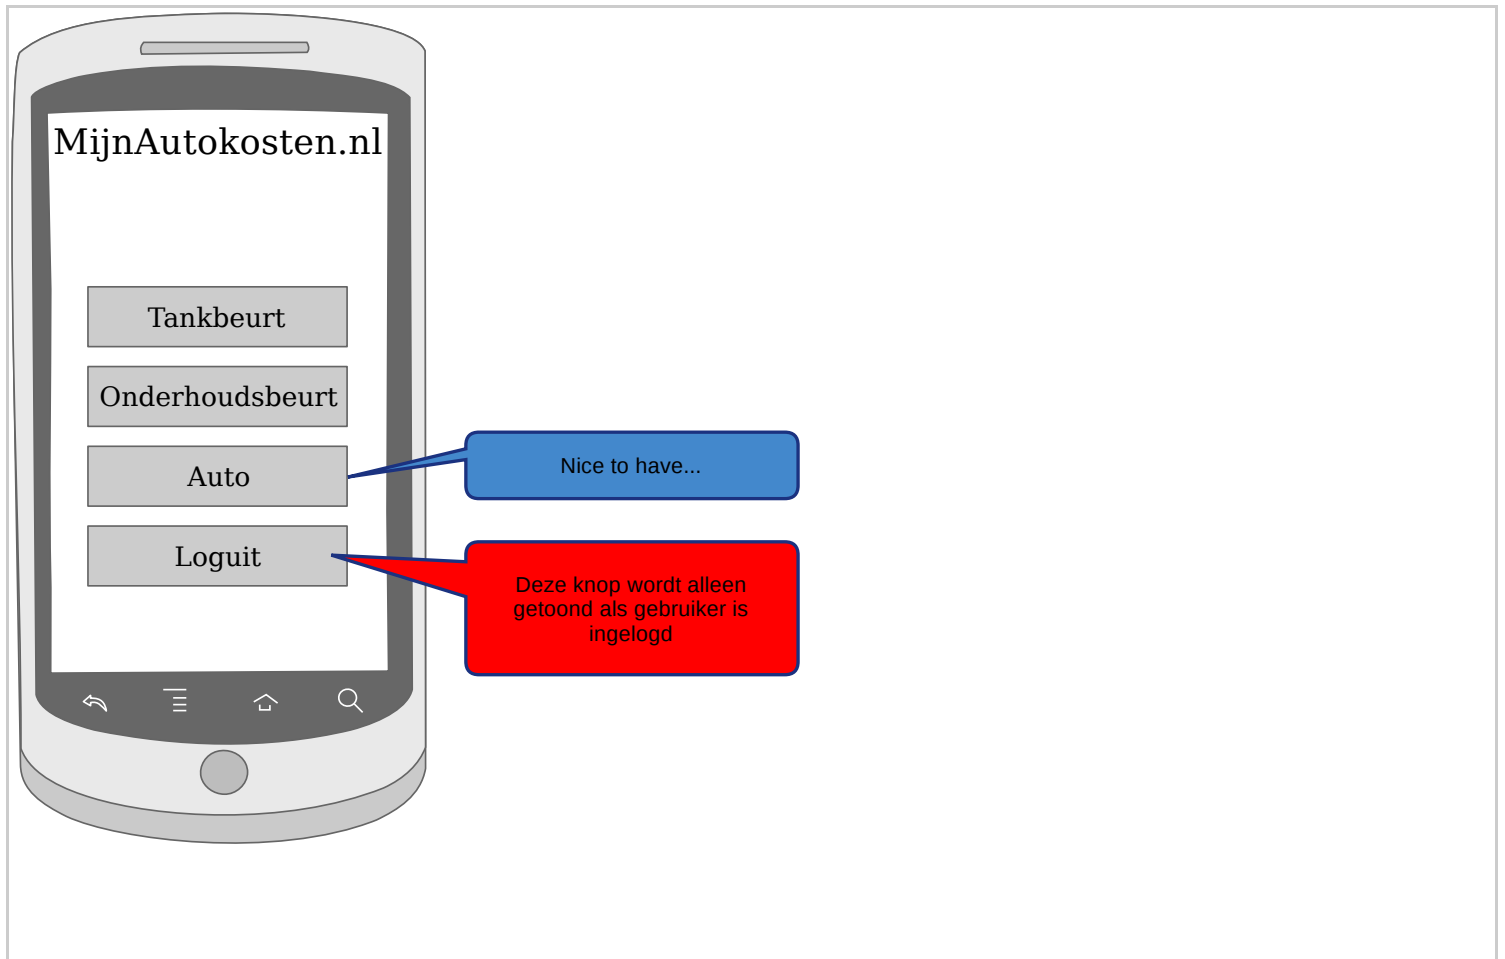 MijnAutokosten.nl
Tankbeurt
Onderhoudsbeurt
Auto
Nice to have...
Loguit
Deze knop wordt alleen
getoond als gebruiker is
ingelogd